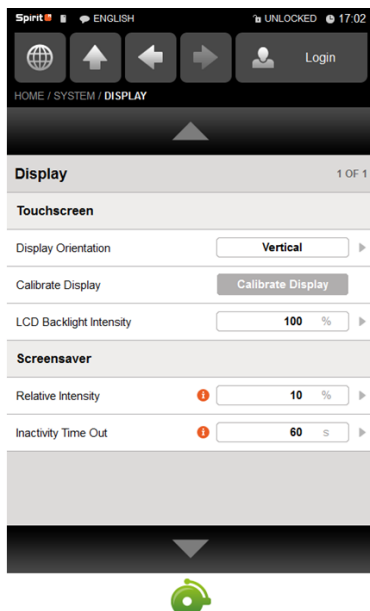 Spirit ENGLISH UNLOCKED 17:02
Login
HOME / SYSTEM / DISPLAY
Display 1 OF 1
Touchscreen
Display Orientation Vertical
Calibrate Display Calibrate Display
LCD Backlight Intensity 100 %
Screensaver
Relative Intensity i 10 %
Inactivity Time Out i 60 s